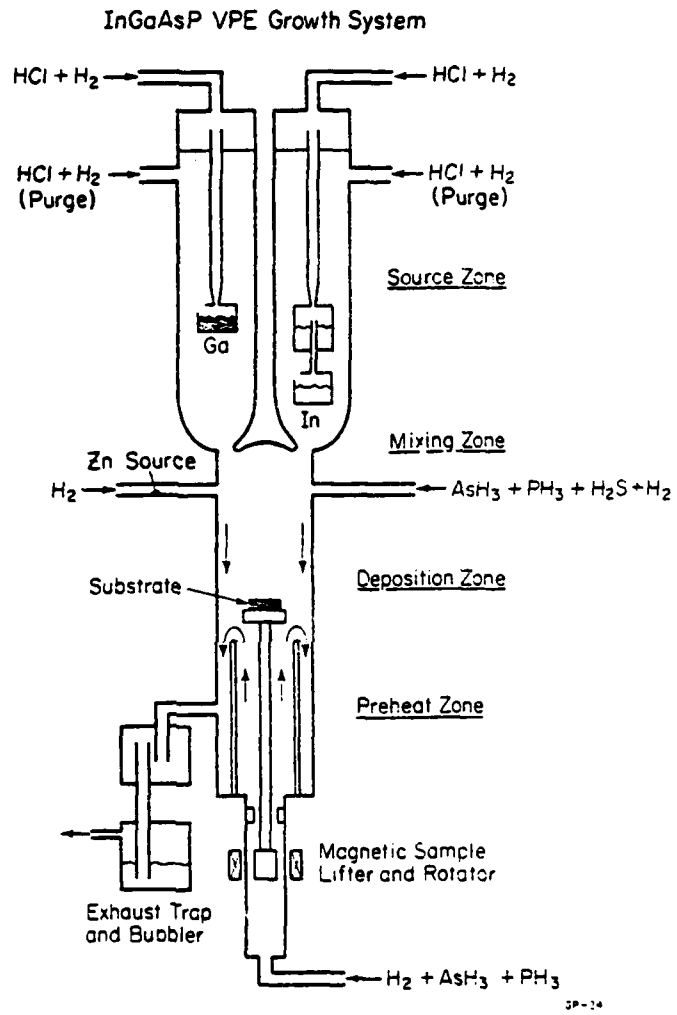 InGaAsP VPE Growth System
HCl + H₂
HCl + H₂
HCl + H₂
(Purge)
HCl + H₂
(Purge)
Source Zone
Ga
In
Mixing Zone
Zn Source
H₂
AsH₃ + PH₃ + H₂S + H₂
Deposition Zone
Substrate
Preheat Zone
Magnetic Sample
Lifter and Rotator
Exhaust Trap
and Bubbler
H₂ + AsH₃ + PH₃